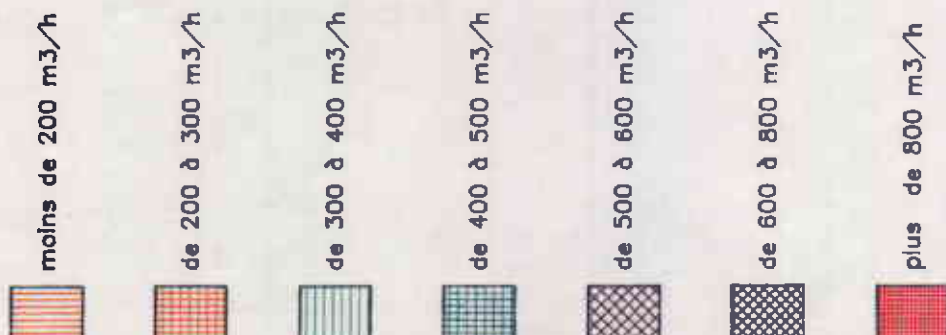 moins de 200 m3/h
de 200 à 300 m3/h
de 300 à 400 m3/h
de 400 à 500 m3/h
de 500 à 600 m3/h
de 600 à 800 m3/h
plus de 800 m3/h